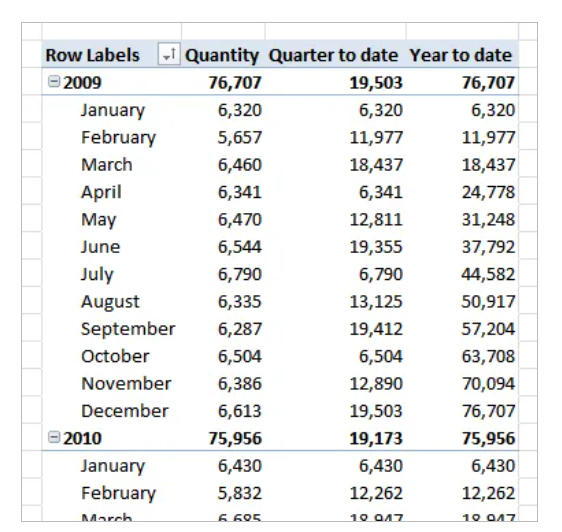 Row Labels Quantity Quarter to date Year to date
2009 76,707 19,503 76,707
January 6,320 6,320 6,320
February 5,657 11,977 11,977
March 6,460 18,437 18,437
April 6,341 6,341 24,778
May 6,470 12,811 31,248
June 6,544 19,355 37,792
July 6,790 6,790 44,582
August 6,335 13,125 50,917
September 6,287 19,412 57,204
October 6,504 6,504 63,708
November 6,386 12,890 70,094
December 6,613 19,503 76,707
2010 75,956 19,173 75,956
January 6,430 6,430 6,430
February 5,832 12,262 12,262
March 6,685 18,947 18,947